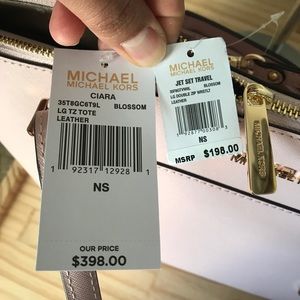 MICHAEL
MICHAEL KORS
CIARA
35T8GC6T9L BLOSSOM
LG TZ TOTE
LEATHER
1 92317 12928 1
NS
OUR PRICE
$398.00
MICHAEL
MICHAEL KORS
JET SET TRAVEL
BLOSSOM
LG DOUBLE ZIP WRISTLT
LEATHER
NS
MSRP $198.00
MICHAEL KORS